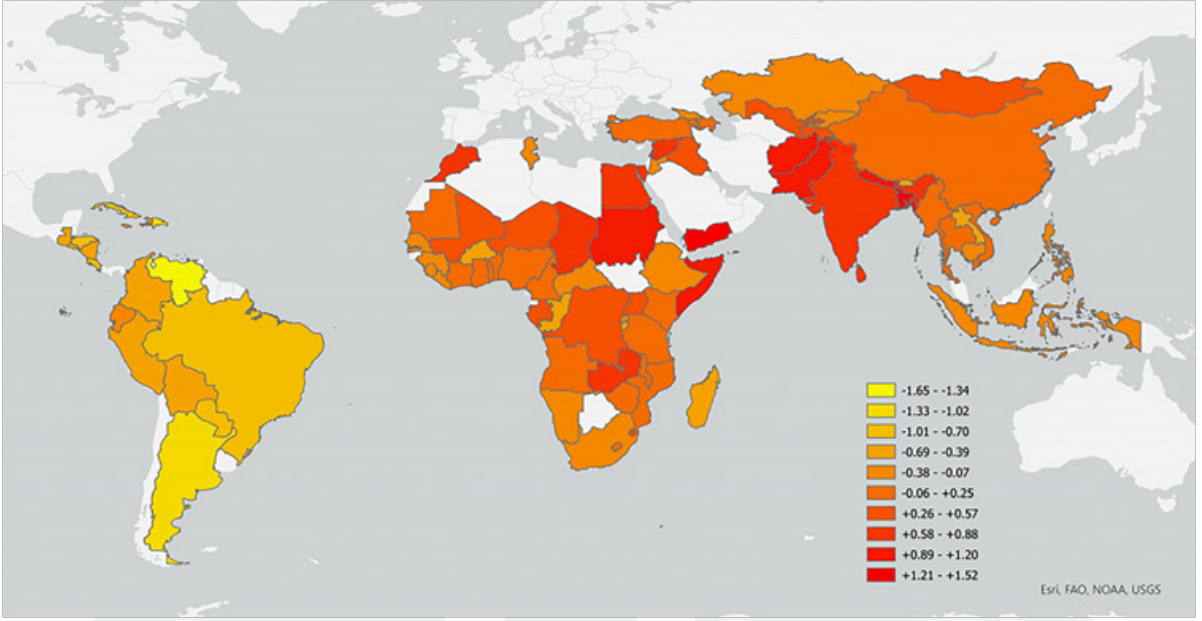 -1.65 - -1.34
-1.33 - -1.02
-1.01 - -0.70
-0.69 - -0.39
-0.38 - -0.07
-0.06 - +0.25
+0.26 - +0.57
+0.58 - +0.88
+0.89 - +1.20
+1.21 - +1.52
Esri, FAO, NOAA, USGS